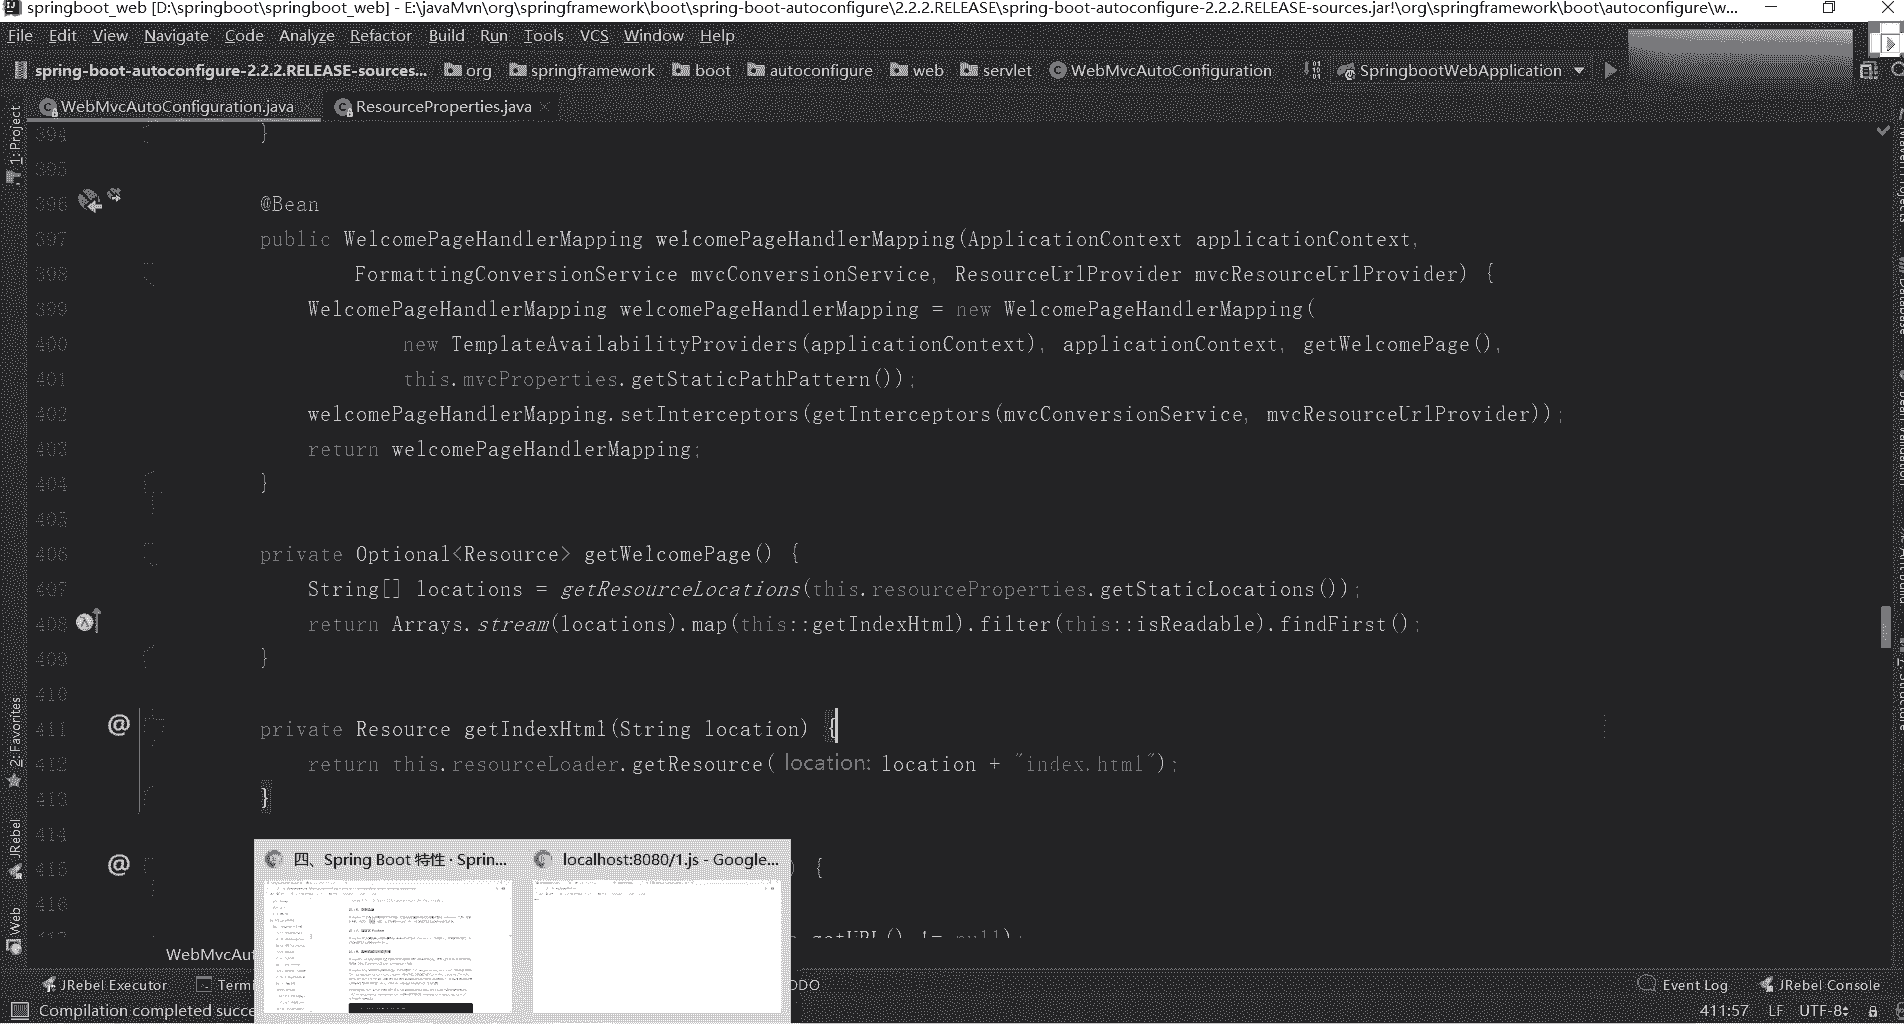 springboot_web [D:\springboot\springboot_web] - E:\javaMvn\org\springframework\boot\spring-boot-autoconfigure\2.2.2.RELEASE\spring-boot-autoconfigure-2.2.2.RELEASE-sources.jar!\org\springframework\boot\autoconfigure\w...
File Edit View Navigate Code Analyze Refactor Build Run Tools VCS Window Help
spring-boot-autoconfigure-2.2.2.RELEASE-sources... org springframework boot autoconfigure web servlet WebMvcAutoConfiguration SpringbootWebApplication
WebMvcAutoConfiguration.java ResourceProperties.java
1: Project
394 }
395
396 @Bean
397 public WelcomePageHandlerMapping welcomePageHandlerMapping(ApplicationContext applicationContext,
398 FormattingConversionService mvcConversionService, ResourceUrlProvider mvcResourceUrlProvider) {
399 WelcomePageHandlerMapping welcomePageHandlerMapping = new WelcomePageHandlerMapping(
400 new TemplateAvailabilityProviders(applicationContext), applicationContext, getWelcomePage(),
401 this.mvcProperties.getStaticPathPattern());
402 welcomePageHandlerMapping.setInterceptors(getInterceptors(mvcConversionService, mvcResourceUrlProvider));
403 return welcomePageHandlerMapping;
404 }
405
406 private Optional<Resource> getWelcomePage() {
407 String[] locations = getResourceLocations(this.resourceProperties.getStaticLocations());
408 return Arrays.stream(locations).map(this::getIndexHtml).filter(this::isReadable).findFirst();
409 }
410
411 private Resource getIndexHtml(String location) {
412 return this.resourceLoader.getResource( location: location + "index.html");
413 }
414
415 ) {
416
417 getURL() != null);
2: Favorites
JRebel
Web
四、Spring Boot 特性 · Sprin...
localhost:8080/1.js - Google...
WebMvcAut
JRebel Executor Termi ODO Event Log JRebel Console
Compilation completed succe 411:57 LF UTF-8